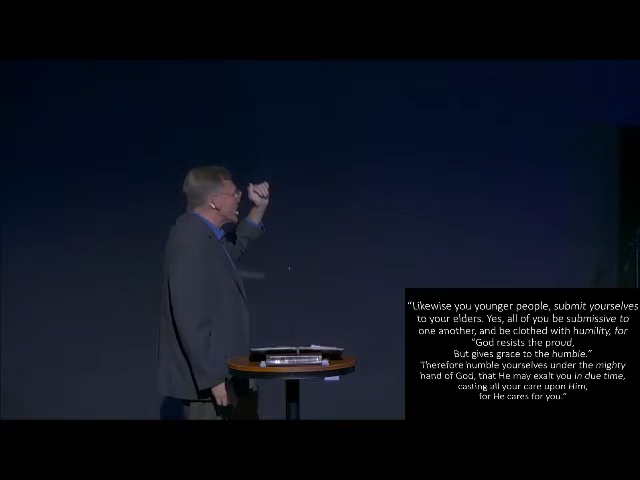 “Likewise you younger people, submit yourselves
to your elders. Yes, all of you be submissive to
one another, and be clothed with humility, for
“God resists the proud,
But gives grace to the humble.”
Therefore humble yourselves under the mighty
hand of God, that He may exalt you in due time,
casting all your care upon Him,
for He cares for you.”